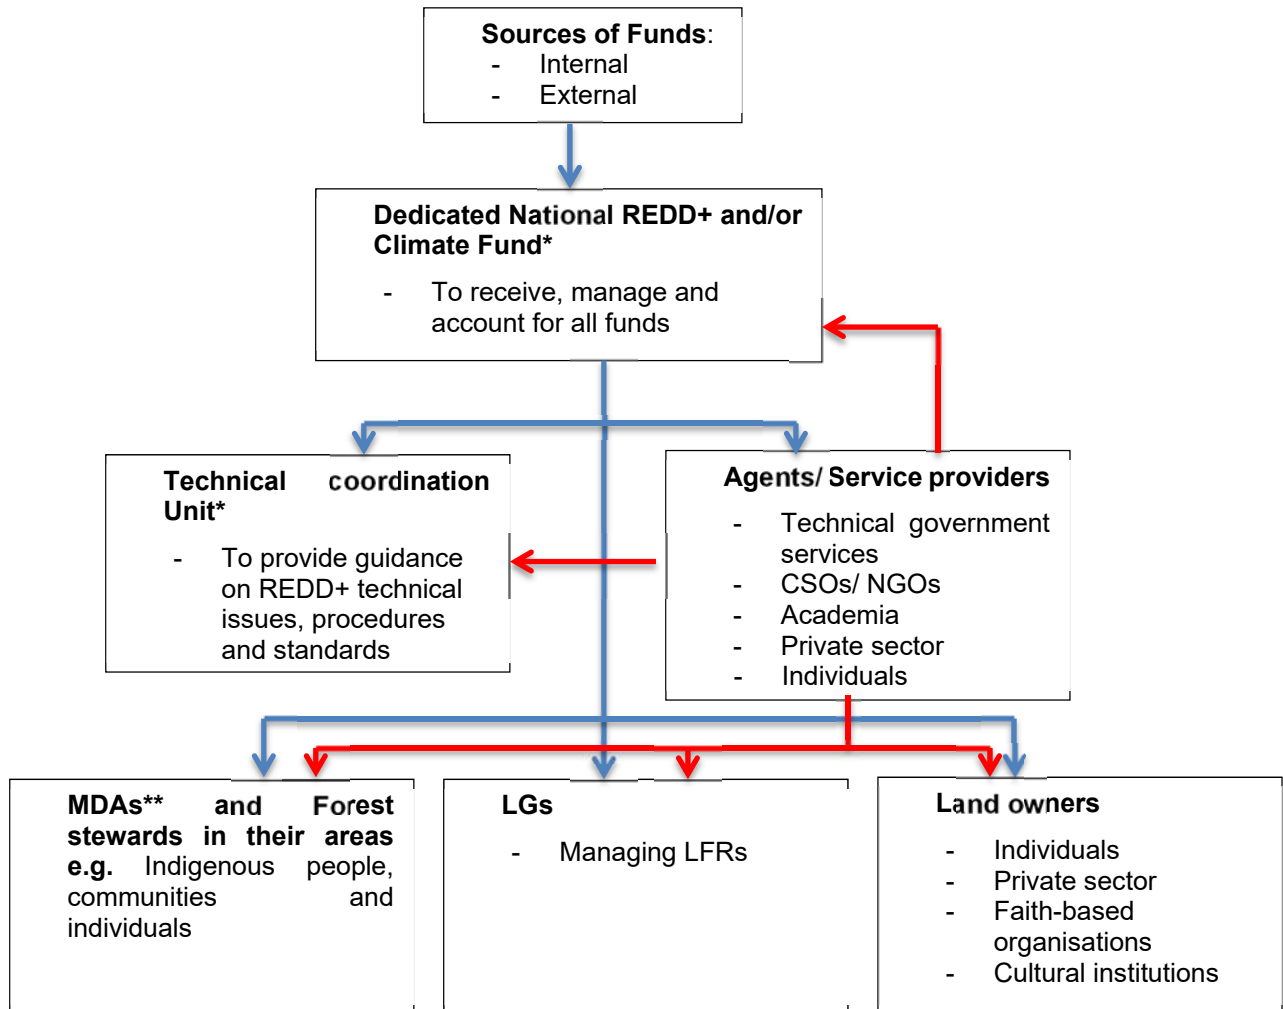 Sources of Funds:
- Internal
- External
Dedicated National REDD+ and/or
Climate Fund*
- To receive, manage and
account for all funds
Technical coordination
Unit*
- To provide guidance
on REDD+ technical
issues, procedures
and standards
Agents/ Service providers
- Technical government
services
- CSOs/ NGOs
- Academia
- Private sector
- Individuals
MDAs** and Forest
stewards in their areas
e.g. Indigenous people,
communities and
individuals
LGs
- Managing LFRs
Land owners
- Individuals
- Private sector
- Faith-based
organisations
- Cultural institutions